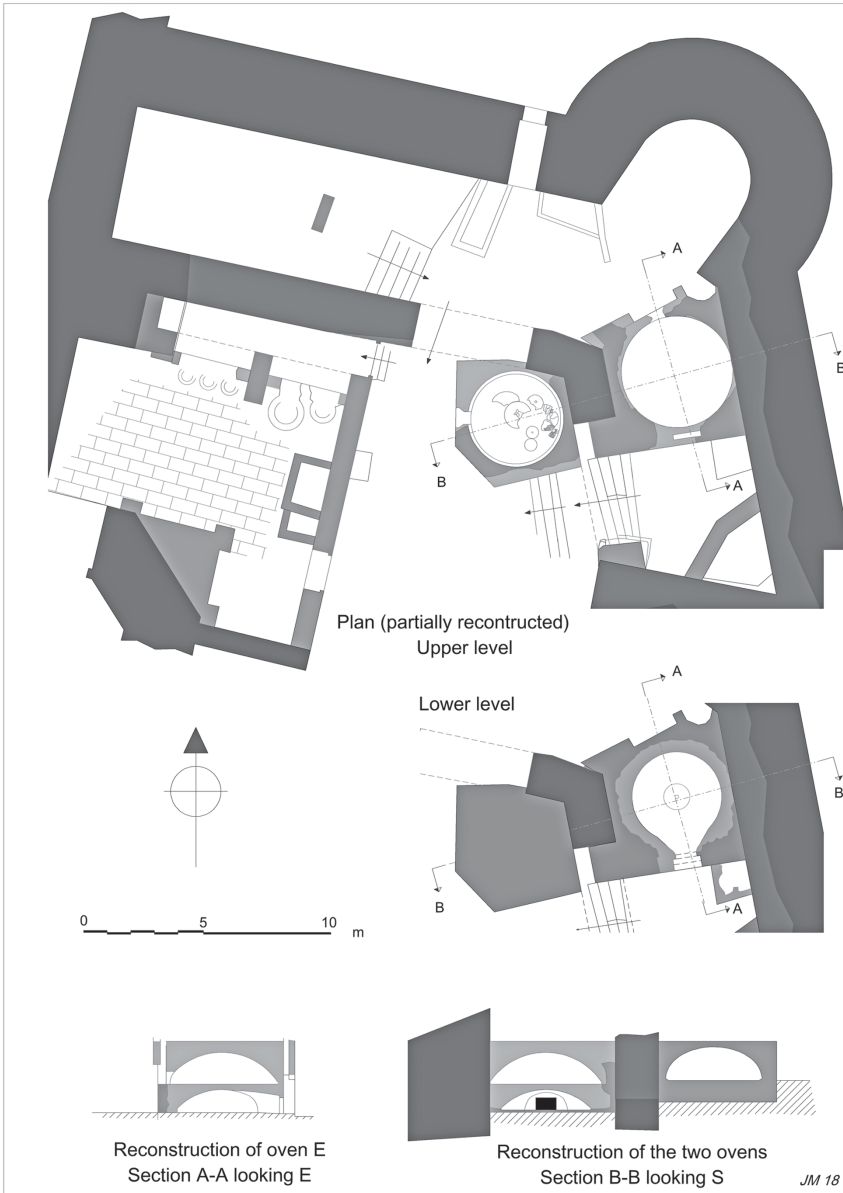 A
B
B
A
Plan (partially recontructed)
Upper level
Lower level
A
B
B
A
0 5 10 m
Reconstruction of oven E
Section A-A looking E
Reconstruction of the two ovens
Section B-B looking S
JM 18